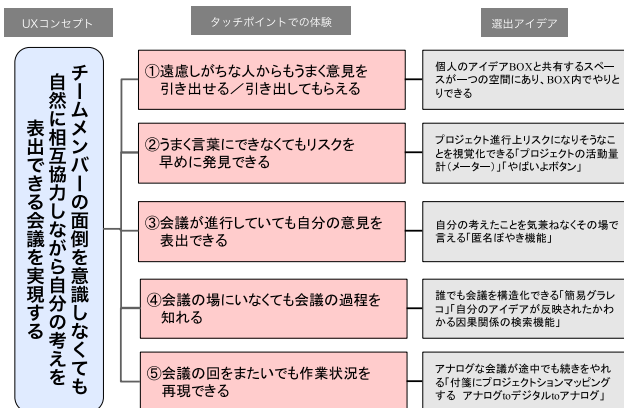 UXコンセプト
タッチポイントでの体験
選出アイデア
チームメンバーの面倒を意識しなくても
自然に相互協力しながら自分の考えを
表出できる会議を実現する
①遠慮しがちな人からもうまく意見を
引き出せる／引き出してもらえる
個人のアイデアBOXと共有するスペー
スが一つの空間にあり、BOX内でやりと
りできる
②うまく言葉にできなくてもリスクを
早めに発見できる
プロジェクト進行上リスクになりそうなこ
とを視覚化できる「プロジェクトの活動量
計（メーター）」「やばいよボタン」
③会議が進行していても自分の意見を
表出できる
自分の考えたことを気兼ねなくその場で
言える「匿名ぼやき機能」
④会議の場にいなくても会議の過程を
知れる
誰でも会議を構造化できる「簡易グラレ
コ」「自分のアイデアが反映されたかわ
かる因果関係の検索機能」
⑤会議の回をまたいでも作業状況を
再現できる
アナログな会議が途中でも続きをやれ
る「付箋にプロジェクションマッピング
する アナログtoデジタルtoアナログ」